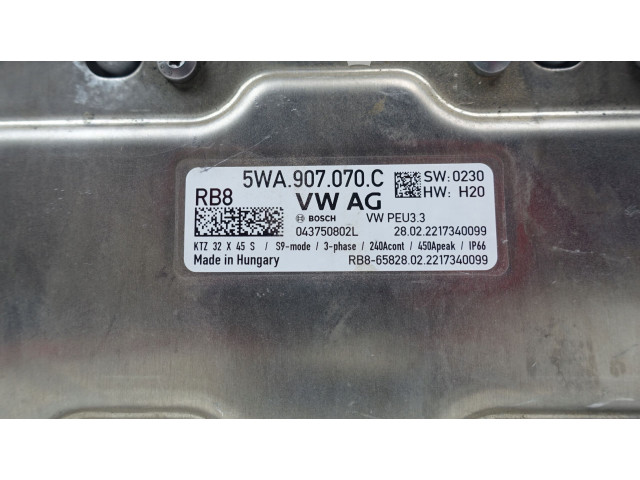 5WA.907.070.C
SW:0230
RB8
VW AG
HW: H20
BOSCH
VW PEU3.3
043750802L
28.02.2217340099
KTZ 32 X 45 S / S9-mode / 3-phase / 240Acont / 450Apeak / IP66
Made in Hungary
RB8-65828.02.2217340099